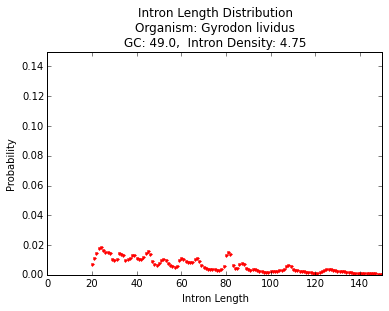 Intron Length Distribution
Organism: Gyrodon lividus
GC: 49.0,  Intron Density: 4.75
0.14
0.12
0.10
0.08
0.06
0.04
0.02
0.00
Probability
0 20 40 60 80 100 120 140
Intron Length